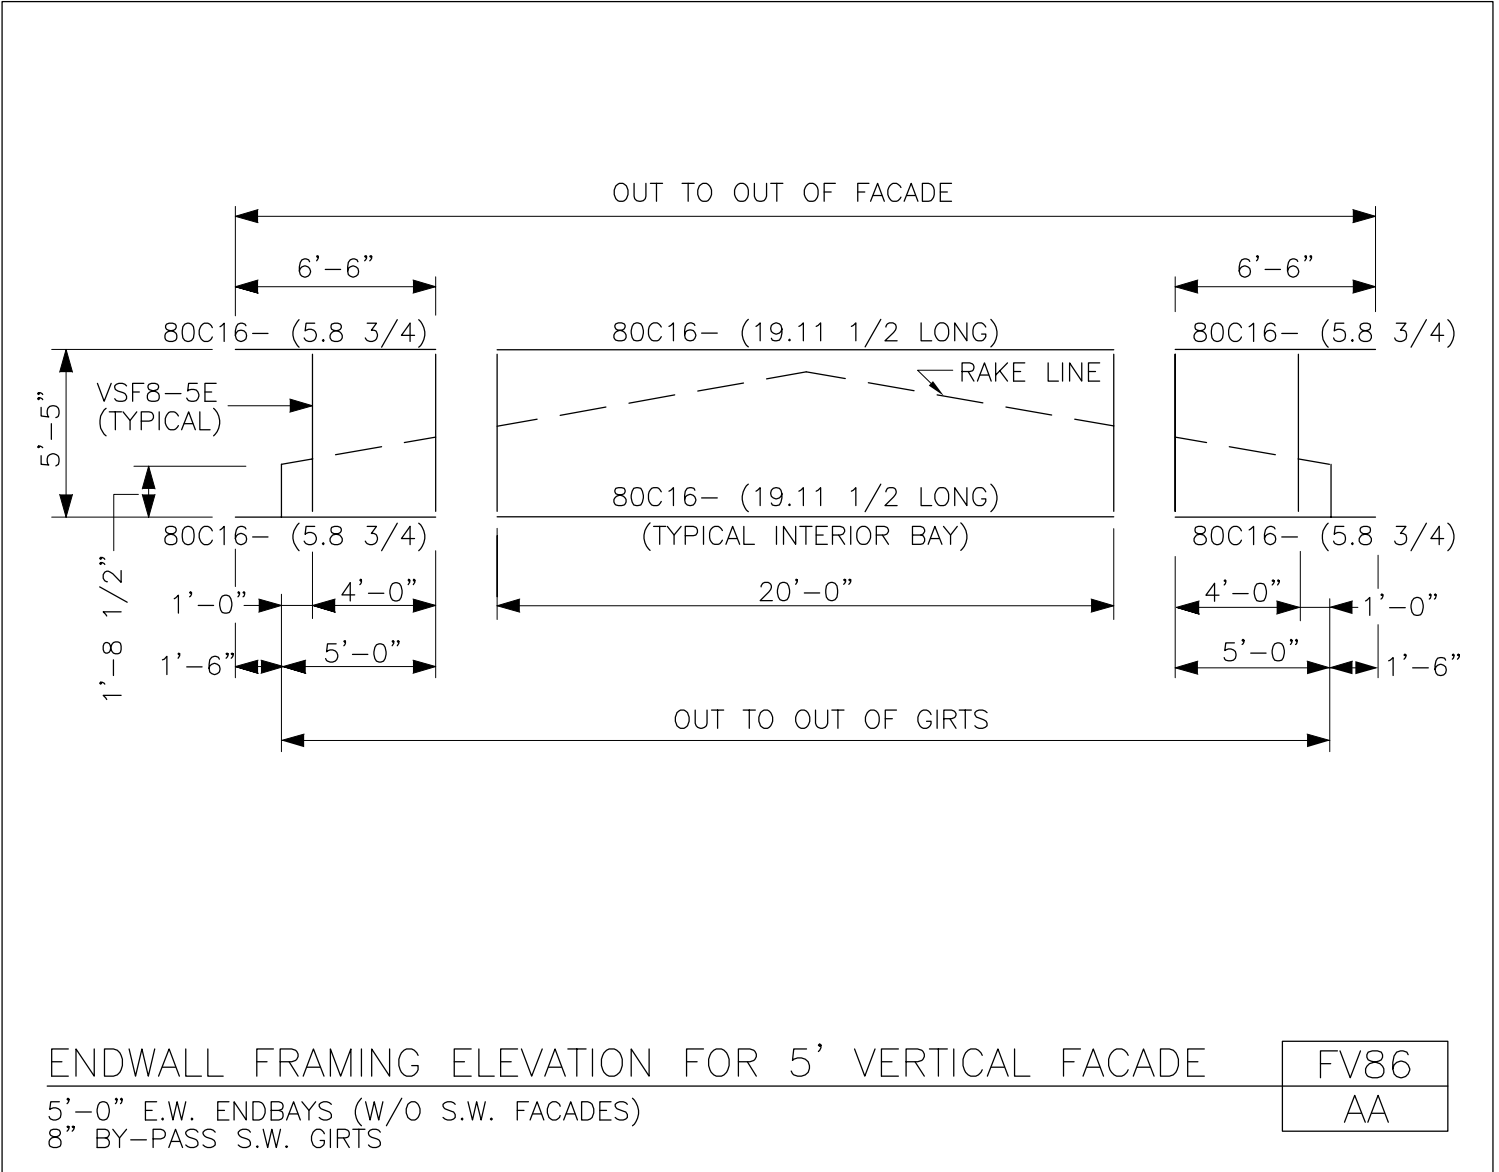 OUT TO OUT OF FACADE
6'-6" 6'-6"
80C16- (5.8 3/4) 80C16- (19.11 1/2 LONG) 80C16- (5.8 3/4)
RAKE LINE
VSF8-5E
(TYPICAL)
5'-5"
1'-8 1/2"
80C16- (19.11 1/2 LONG)
80C16- (5.8 3/4) (TYPICAL INTERIOR BAY) 80C16- (5.8 3/4)
1'-0" 4'-0" 20'-0" 4'-0" 1'-0"
1'-6" 5'-0" 5'-0" 1'-6"
OUT TO OUT OF GIRTS
ENDWALL FRAMING ELEVATION FOR 5' VERTICAL FACADE
FV86
AA
5'-0" E.W. ENDBAYS (W/O S.W. FACADES)
8" BY-PASS S.W. GIRTS